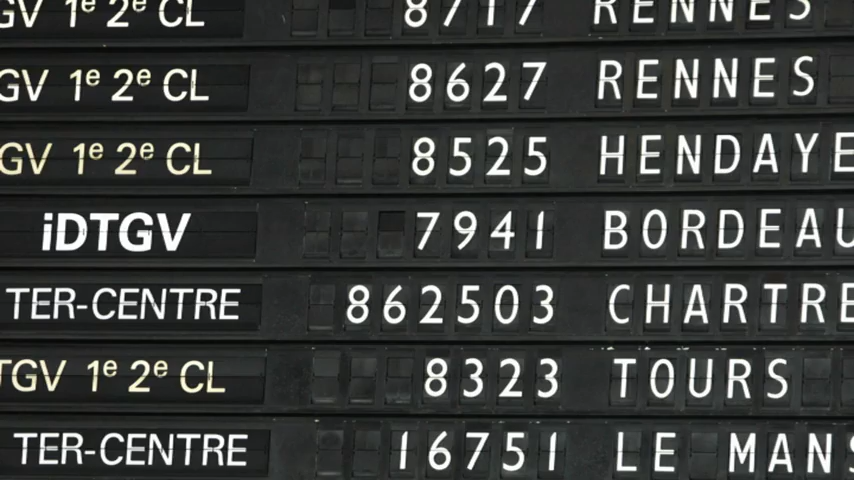 GV 1e 2e CL 8717 RENNES
GV 1e 2e CL 8627 RENNES
GV 1e 2e CL 8525 HENDAYE
iDTGV 7941 BORDEAU
TER-CENTRE 862503 CHARTRE
TGV 1e 2e CL 8323 TOURS
TER-CENTRE 16751 LE MANS